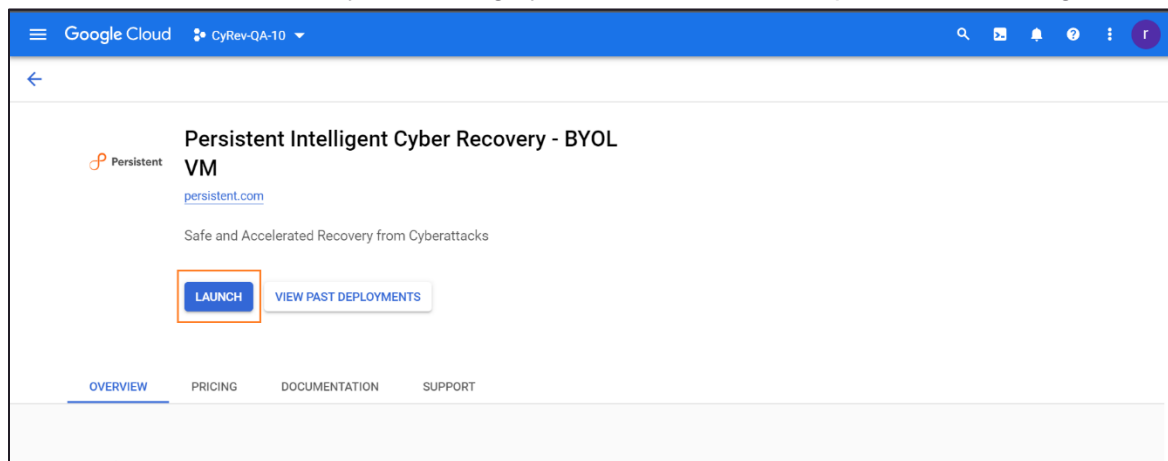 Google Cloud CyRev-QA-10
r
Persistent Intelligent Cyber Recovery - BYOL
VM
Persistent
persistent.com
Safe and Accelerated Recovery from Cyberattacks
LAUNCH VIEW PAST DEPLOYMENTS
OVERVIEW PRICING DOCUMENTATION SUPPORT